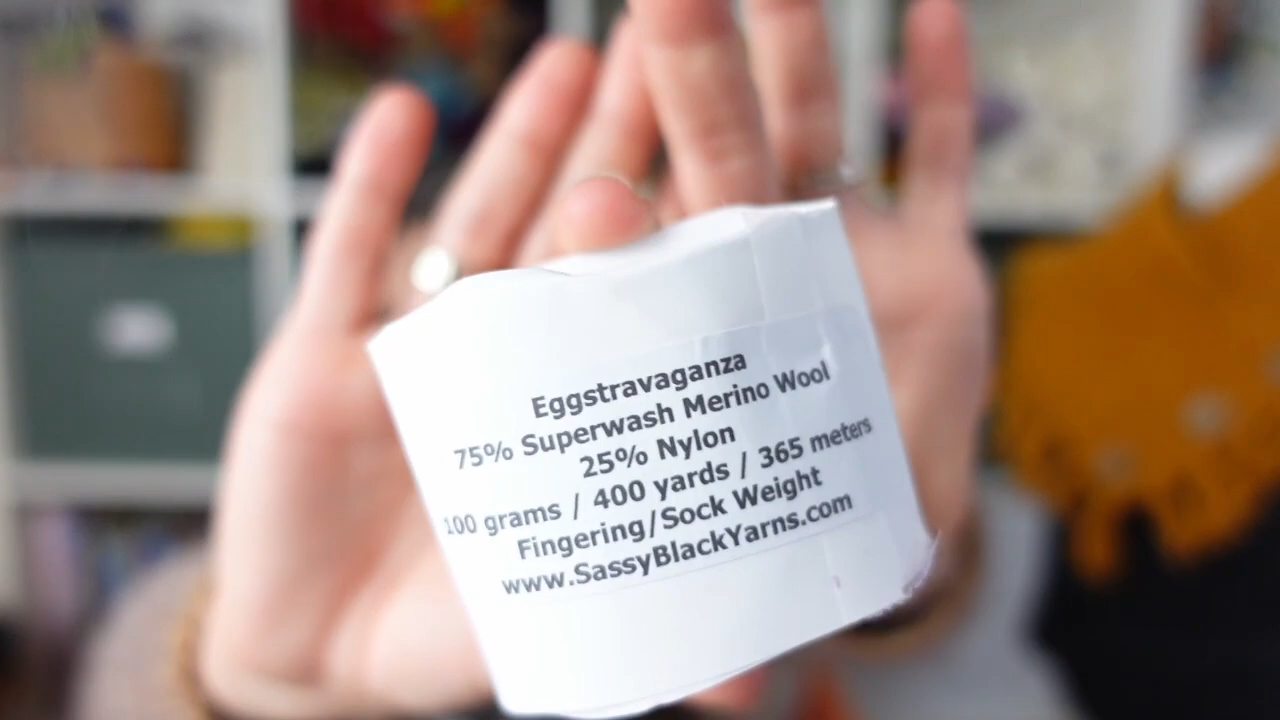 Eggstravaganza
75% Superwash Merino Wool
25% Nylon
100 grams / 400 yards / 365 meters
Fingering/Sock Weight
www.SassyBlackYarns.com